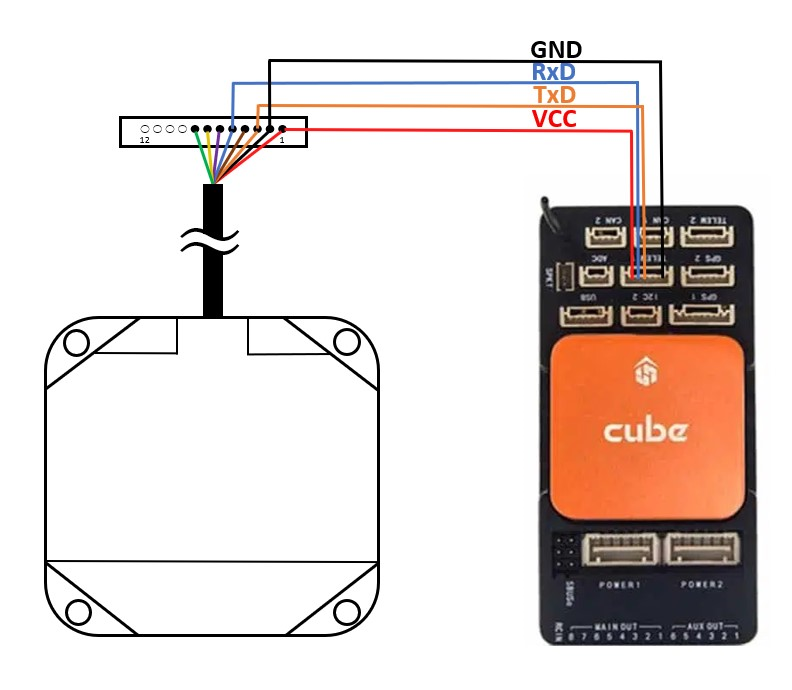 GND
RxD
TxD
VCC
12
1
CAN 2
CAN 1
TELEM 2
SPKT
ADC
TELEM
GPS 2
USB
I2C 2
GPS 1
cube
POWER1
POWER2
SBUSo
RCIN
MAIN OUT
AUX OUT
8 7 6 5 4 3 2 1
6 5 4 3 2 1